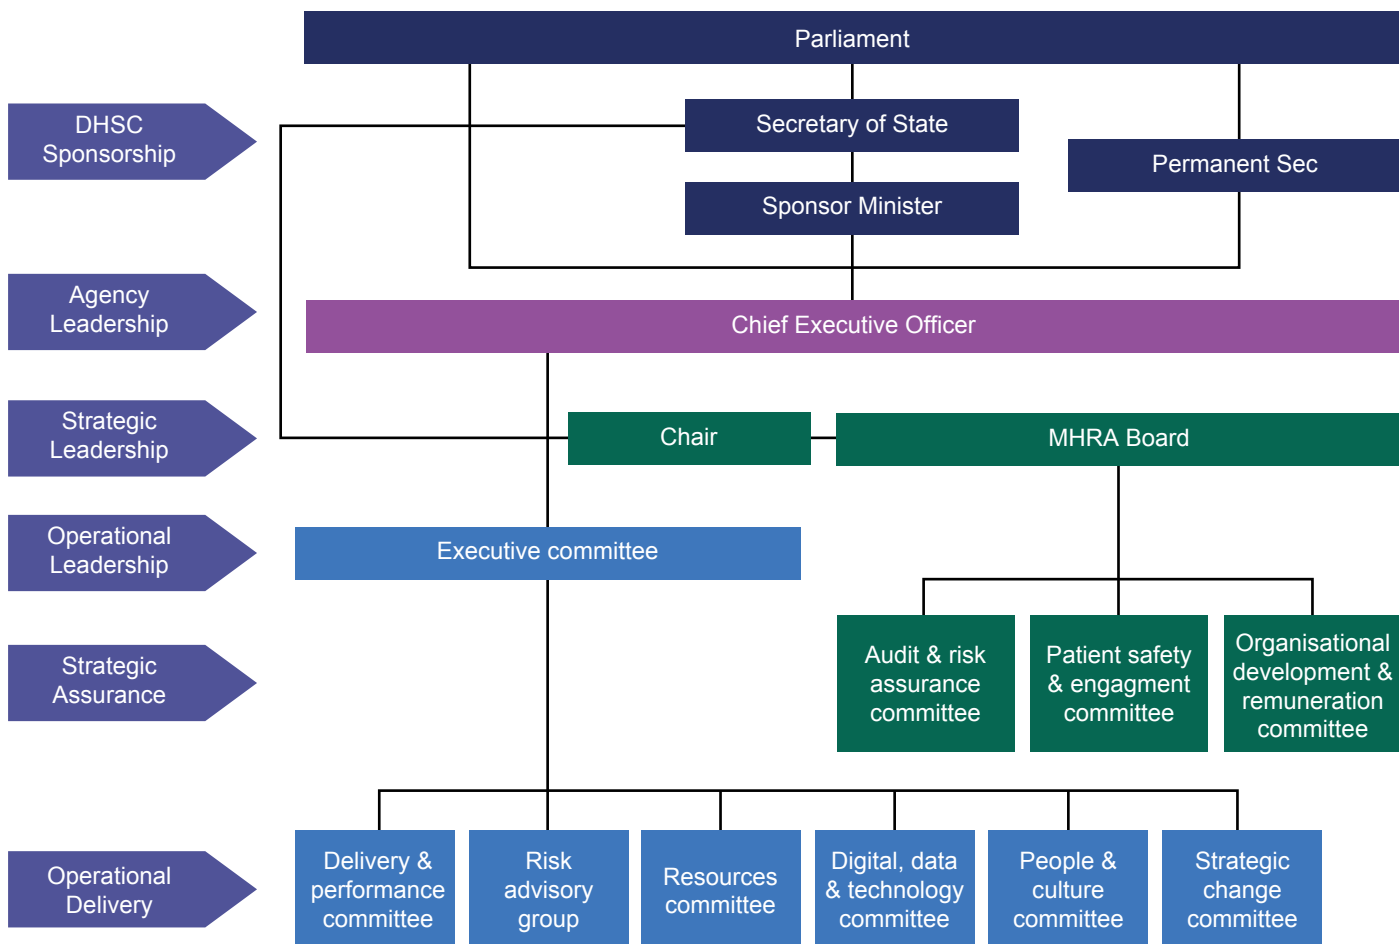 Parliament
DHSC
Sponsorship
Secretary of State
Permanent Sec
Sponsor Minister
Agency
Leadership
Chief Executive Officer
Strategic
Leadership
Chair
MHRA Board
Operational
Leadership
Executive committee
Strategic
Assurance
Audit & risk
assurance
committee
Patient safety
& engagment
committee
Organisational
development &
remuneration
committee
Operational
Delivery
Delivery &
performance
committee
Risk
advisory
group
Resources
committee
Digital, data
& technology
committee
People &
culture
committee
Strategic
change
committee